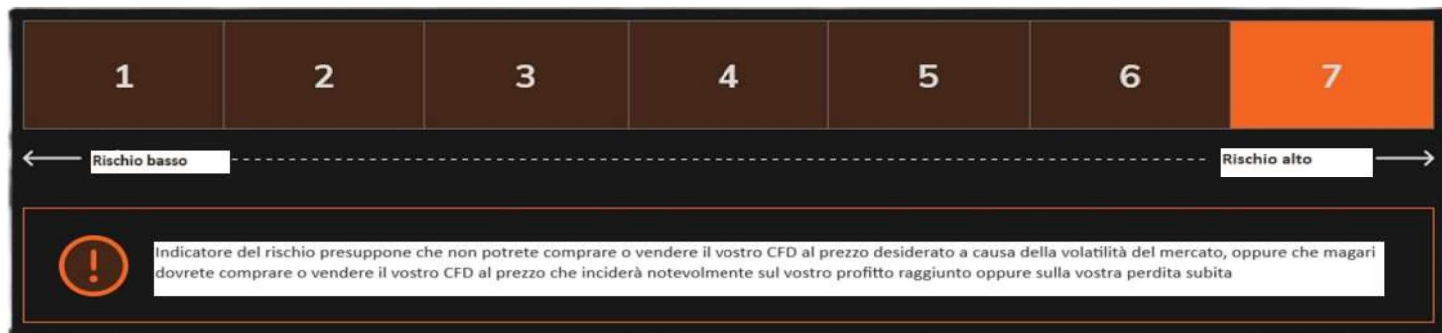 1 2 3 4 5 6 7
Rischio basso Rischio alto
Indicatore del rischio presuppone che non potrete comprare o vendere il vostro CFD al prezzo desiderato a causa della volatilità del mercato, oppure che magari
dovrete comprare o vendere il vostro CFD al prezzo che inciderà notevolmente sul vostro profitto raggiunto oppure sulla vostra perdita subita